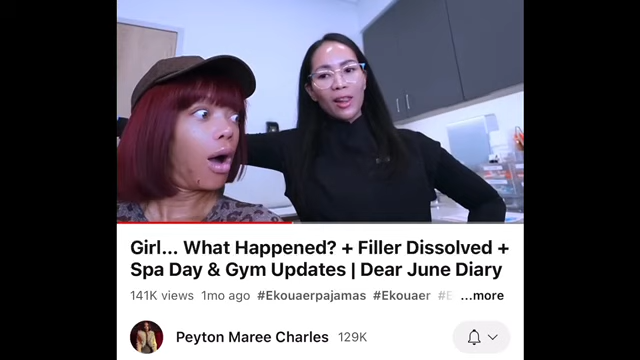 Girl... What Happened? + Filler Dissolved +
Spa Day & Gym Updates | Dear June Diary
141K views 1mo ago #Ekouaerpajamas #Ekouaer #E ...more
Peyton Maree Charles 129K